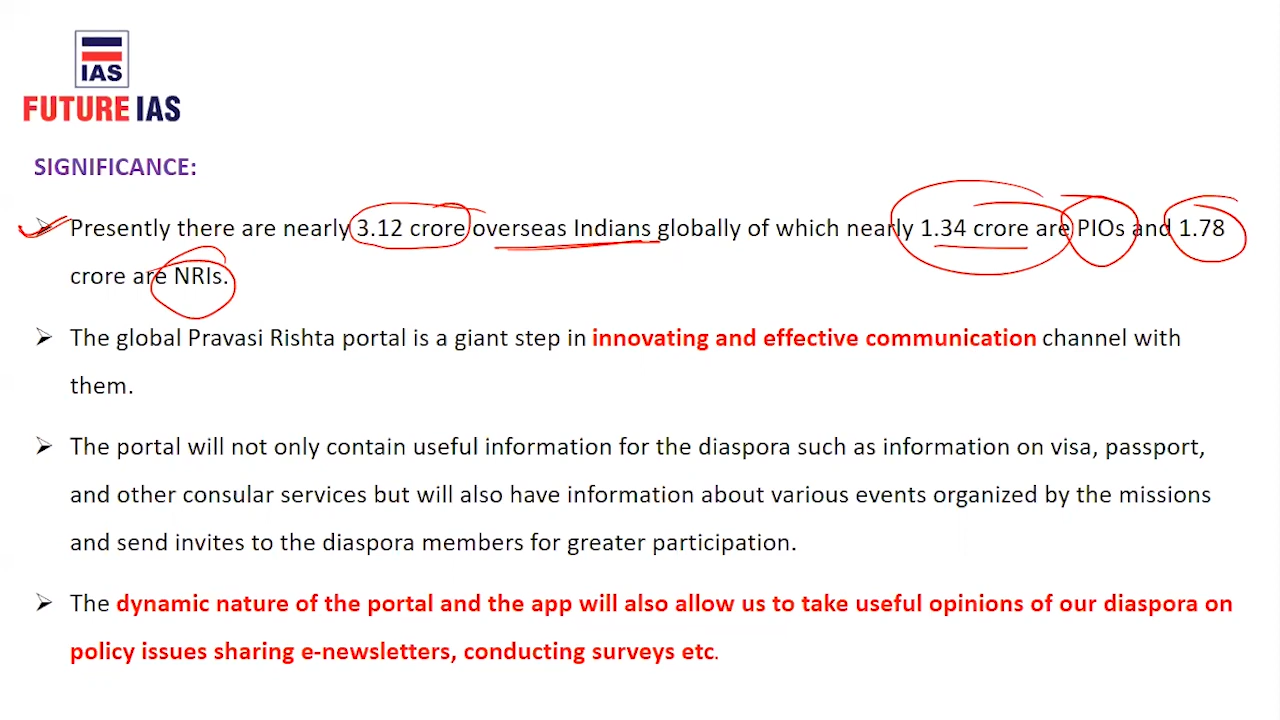 IAS
FUTURE IAS
SIGNIFICANCE:
Presently there are nearly 3.12 crore overseas Indians globally of which nearly 1.34 crore are PIOs and 1.78
crore are NRIs.
The global Pravasi Rishta portal is a giant step in innovating and effective communication channel with
them.
The portal will not only contain useful information for the diaspora such as information on visa, passport,
and other consular services but will also have information about various events organized by the missions
and send invites to the diaspora members for greater participation.
The dynamic nature of the portal and the app will also allow us to take useful opinions of our diaspora on
policy issues sharing e-newsletters, conducting surveys etc.